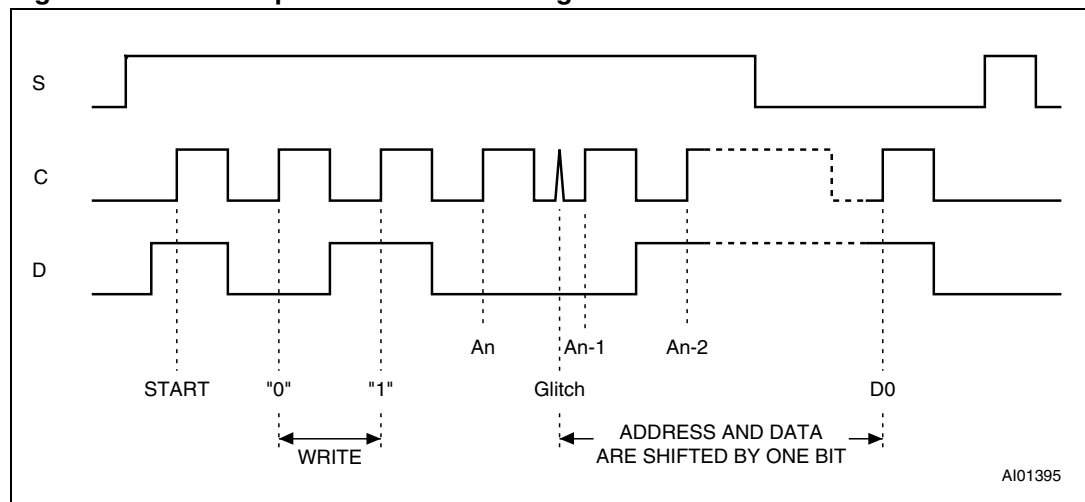 S
C
D
An
An-1
An-2
START
"0"
"1"
Glitch
D0
WRITE
ADDRESS AND DATA
ARE SHIFTED BY ONE BIT
AI01395